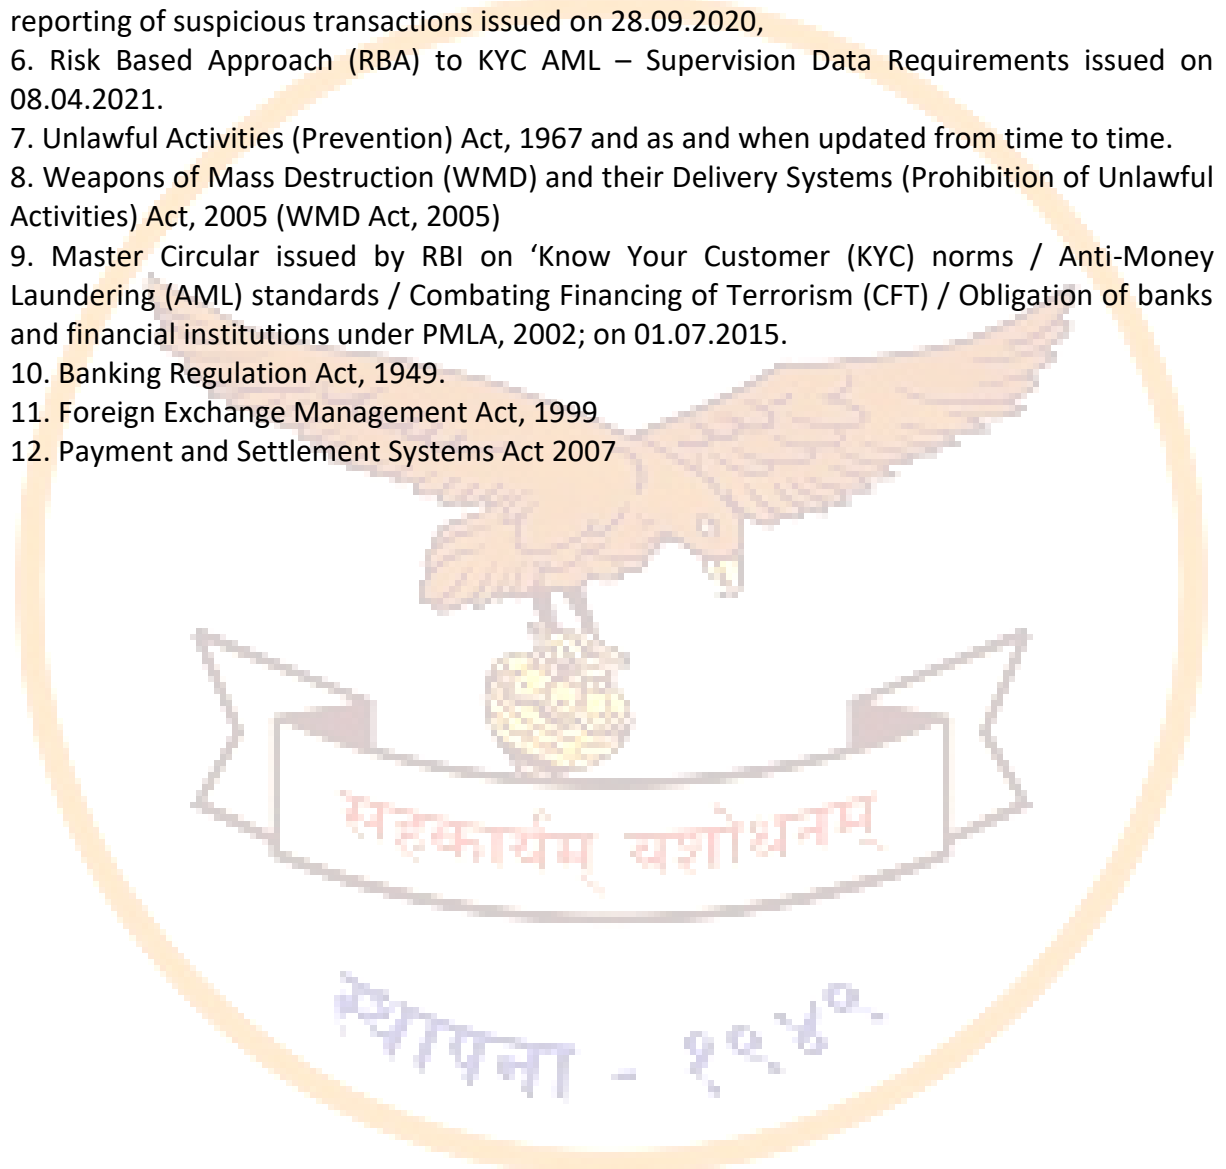 reporting of suspicious transactions issued on 28.09.2020,
6. Risk Based Approach (RBA) to KYC AML – Supervision Data Requirements issued on
08.04.2021.
7. Unlawful Activities (Prevention) Act, 1967 and as and when updated from time to time.
8. Weapons of Mass Destruction (WMD) and their Delivery Systems (Prohibition of Unlawful
Activities) Act, 2005 (WMD Act, 2005)
9. Master Circular issued by RBI on ‘Know Your Customer (KYC) norms / Anti-Money
Laundering (AML) standards / Combating Financing of Terrorism (CFT) / Obligation of banks
and financial institutions under PMLA, 2002; on 01.07.2015.
10. Banking Regulation Act, 1949.
11. Foreign Exchange Management Act, 1999
12. Payment and Settlement Systems Act 2007
सहकार्यम् यशोधनम्
स्थापना - १९४९